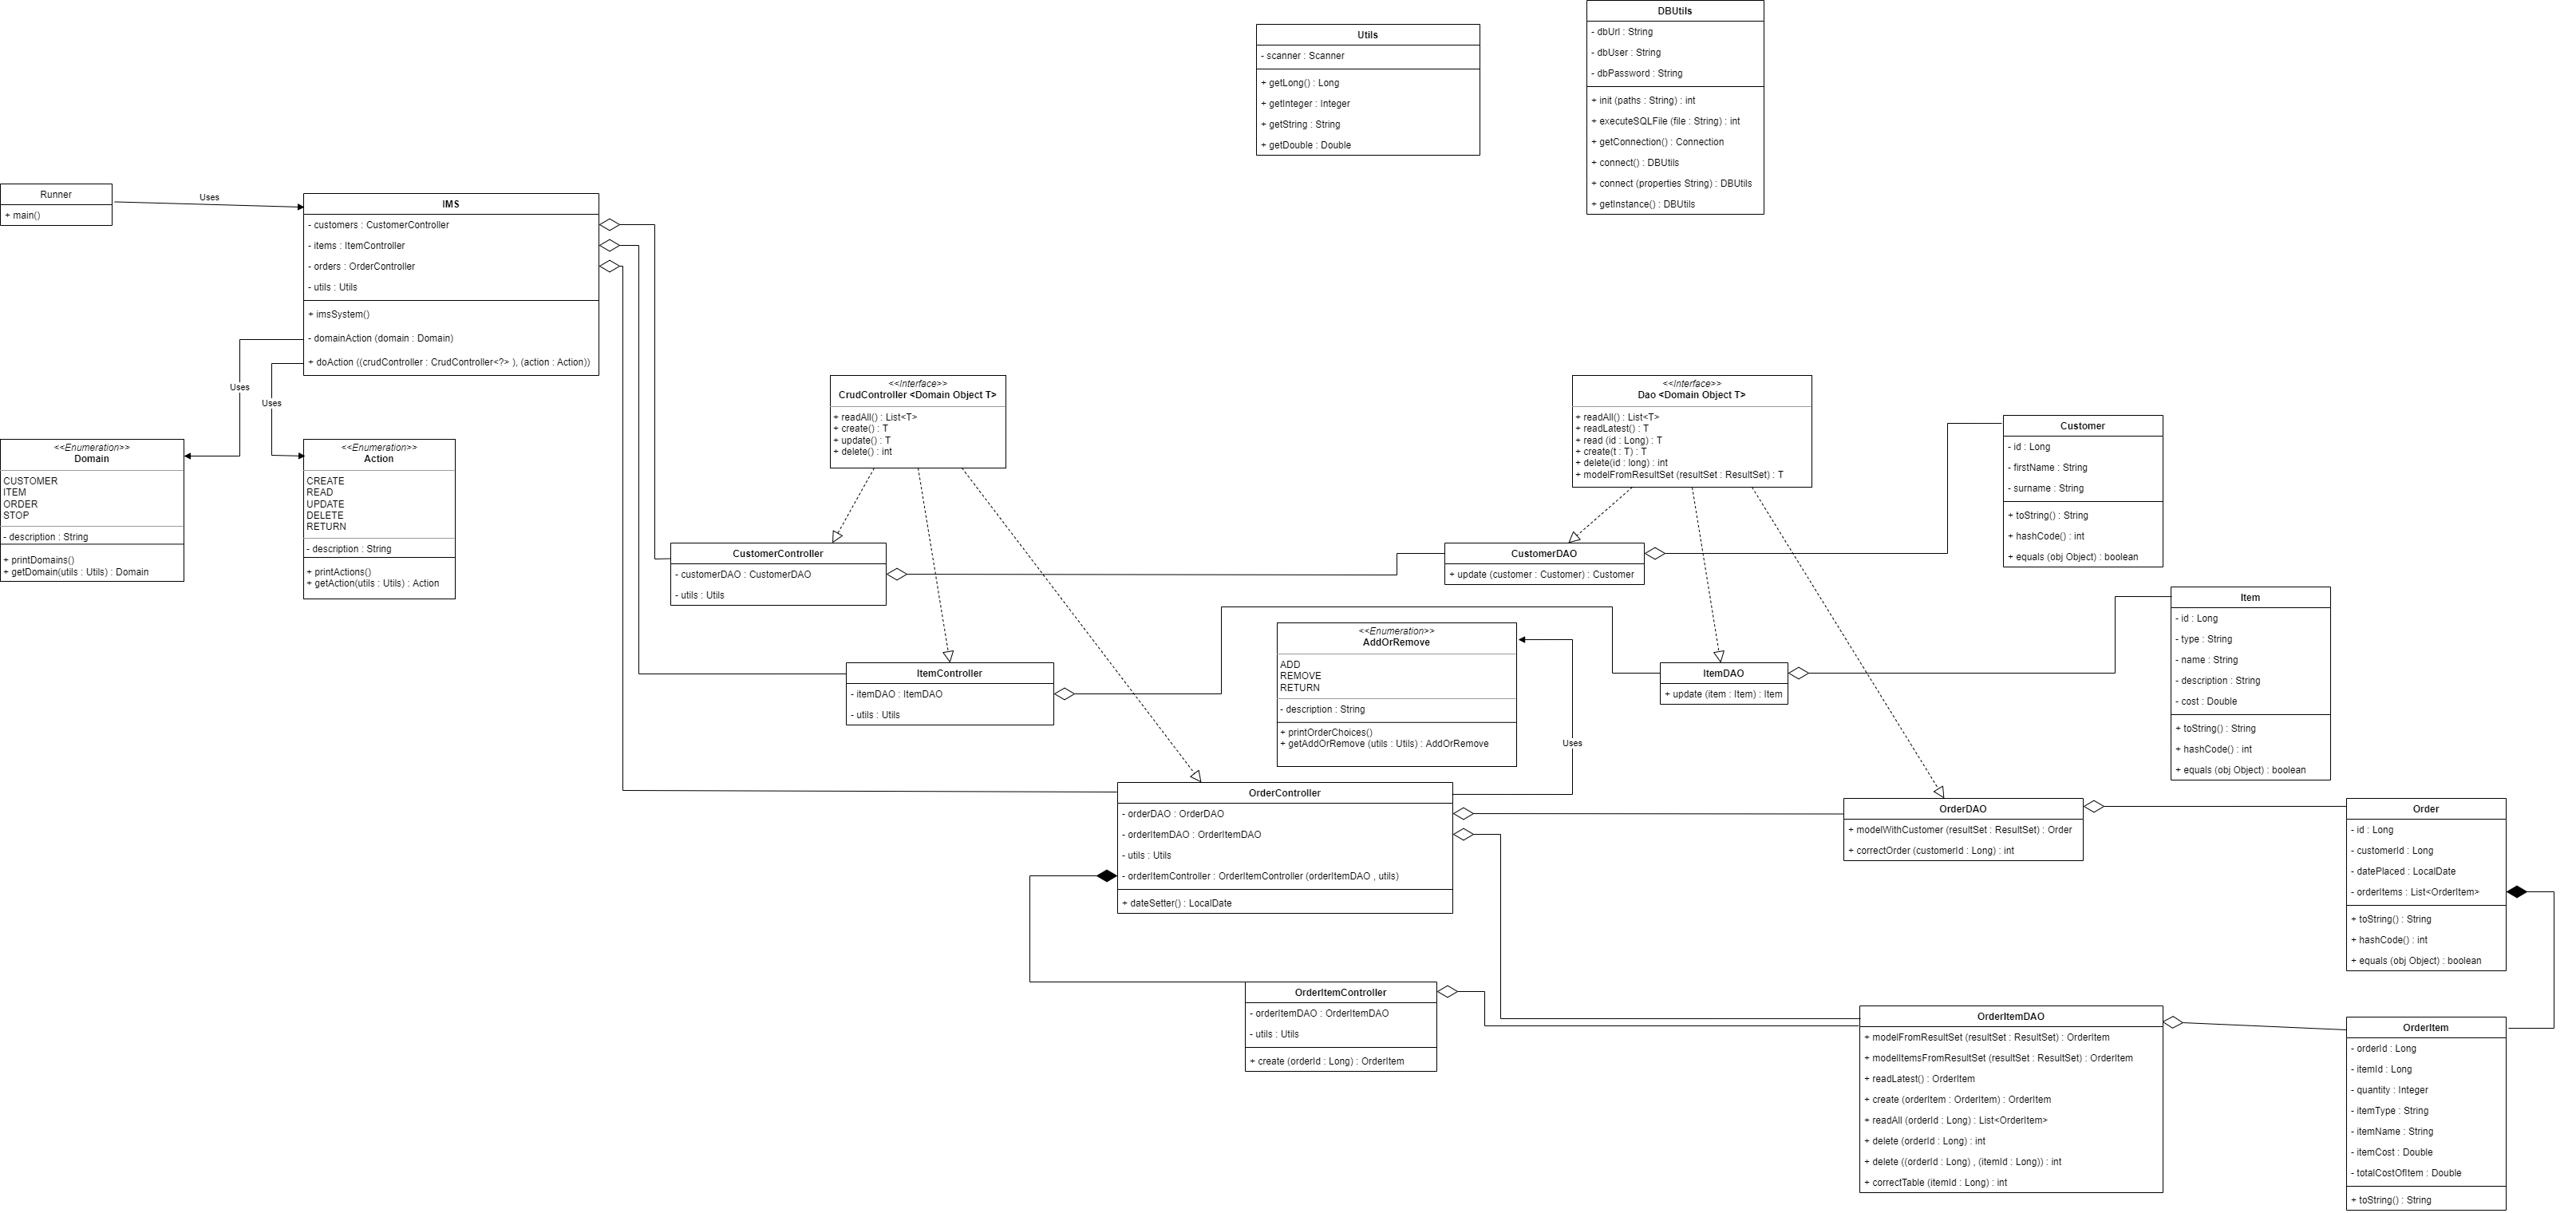 DBUtils
- dbUrl : String
- dbUser : String
- dbPassword : String
+ init (paths : String) : int
+ executeSQLFile (file : String) : int
+ getConnection() : Connection
+ connect() : DBUtils
+ connect (properties String) : DBUtils
+ getInstance() : DBUtils
Utils
- scanner : Scanner
+ getLong() : Long
+ getInteger : Integer
+ getString : String
+ getDouble : Double
Runner
+ main()
Uses
IMS
- customers : CustomerController
- items : ItemController
- orders : OrderController
- utils : Utils
+ imsSystem()
- domainAction (domain : Domain)
+ doAction ((crudController : CrudController<?> ), (action : Action))
Uses
Uses
<<Enumeration>>
Domain
CUSTOMER
ITEM
ORDER
STOP
- description : String
+ printDomains()
+ getDomain(utils : Utils) : Domain
<<Enumeration>>
Action
CREATE
READ
UPDATE
DELETE
RETURN
- description : String
+ printActions()
+ getAction(utils : Utils) : Action
<<Interface>>
CrudController <Domain Object T>
+ readAll() : List<T>
+ create() : T
+ update() : T
+ delete() : int
<<Interface>>
Dao <Domain Object T>
+ readAll() : List<T>
+ readLatest() : T
+ read (id : Long) : T
+ create(t : T) : T
+ delete(id : long) : int
+ modelFromResultSet (resultSet : ResultSet) : T
Customer
- id : Long
- firstName : String
- surname : String
+ toString() : String
+ hashCode() : int
+ equals (obj Object) : boolean
CustomerController
- customerDAO : CustomerDAO
- utils : Utils
CustomerDAO
+ update (customer : Customer) : Customer
Item
- id : Long
- type : String
- name : String
- description : String
- cost : Double
+ toString() : String
+ hashCode() : int
+ equals (obj Object) : boolean
ItemController
- itemDAO : ItemDAO
- utils : Utils
<<Enumeration>>
AddOrRemove
ADD
REMOVE
RETURN
- description : String
+ printOrderChoices()
+ getAddOrRemove (utils : Utils) : AddOrRemove
Uses
ItemDAO
+ update (item : Item) : Item
OrderController
- orderDAO : OrderDAO
- orderItemDAO : OrderItemDAO
- utils : Utils
- orderItemController : OrderItemController (orderItemDAO , utils)
+ dateSetter() : LocalDate
OrderDAO
+ modelWithCustomer (resultSet : ResultSet) : Order
+ correctOrder (customerId : Long) : int
Order
- id : Long
- customerId : Long
- datePlaced : LocalDate
- orderItems : List<OrderItem>
+ toString() : String
+ hashCode() : int
+ equals (obj Object) : boolean
OrderItemController
- orderItemDAO : OrderItemDAO
- utils : Utils
+ create (orderId : Long) : OrderItem
OrderItemDAO
+ modelFromResultSet (resultSet : ResultSet) : OrderItem
+ modelItemsFromResultSet (resultSet : ResultSet) : OrderItem
+ readLatest() : OrderItem
+ create (orderItem : OrderItem) : OrderItem
+ readAll (orderId : Long) : List<OrderItem>
+ delete (orderId : Long) : int
+ delete ((orderId : Long) , (itemId : Long)) : int
+ correctTable (itemId : Long) : int
OrderItem
- orderId : Long
- itemId : Long
- quantity : Integer
- itemType : String
- itemName : String
- itemCost : Double
- totalCostOfItem : Double
+ toString() : String